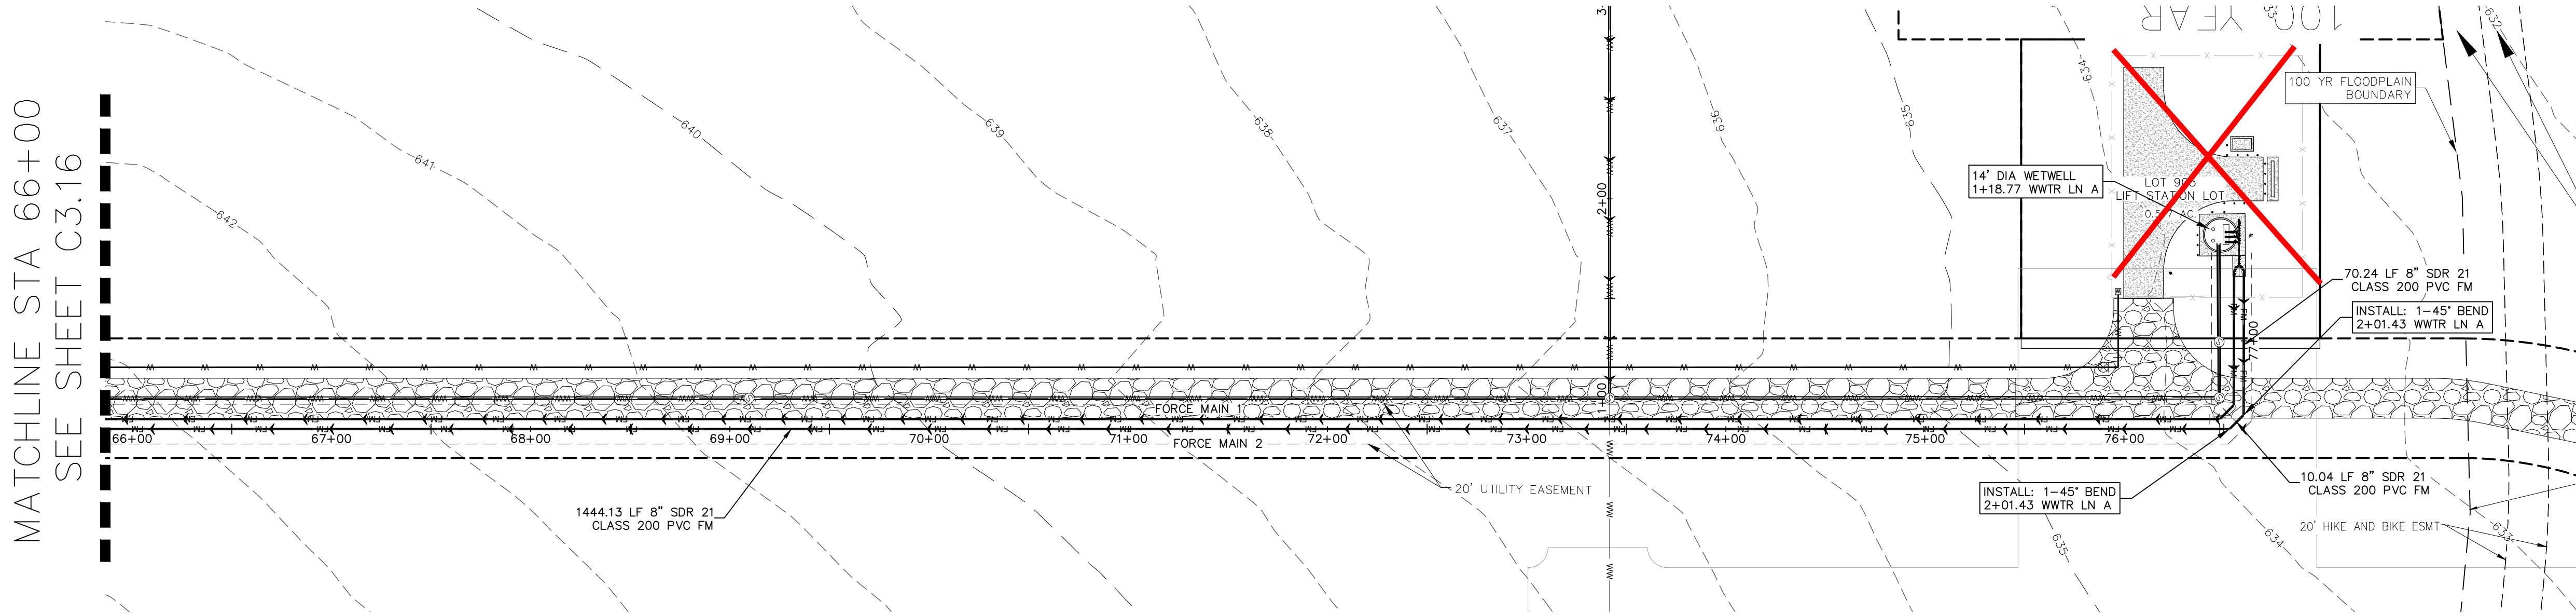 MATCHLINE STA 66+00
SEE SHEET C3.16
642
641
640
639
638
637
636
635
634
632
100 YEAR
100 YR FLOODPLAIN
BOUNDARY
14' DIA WETWELL
1+18.77 WWTR LN A
LOT
LIFT STATION LOT
AC.
70.24 LF 8" SDR 21
CLASS 200 PVC FM
INSTALL: 1-45° BEND
2+01.43 WWTR LN A
2+00
1+00
77+00
FORCE MAIN 1
66+00
67+00
68+00
69+00
70+00
71+00
72+00
73+00
74+00
75+00
76+00
FORCE MAIN 2
1444.13 LF 8" SDR 21
CLASS 200 PVC FM
20' UTILITY EASEMENT
INSTALL: 1-45° BEND
2+01.43 WWTR LN A
10.04 LF 8" SDR 21
CLASS 200 PVC FM
20' HIKE AND BIKE ESMT
635
634
633